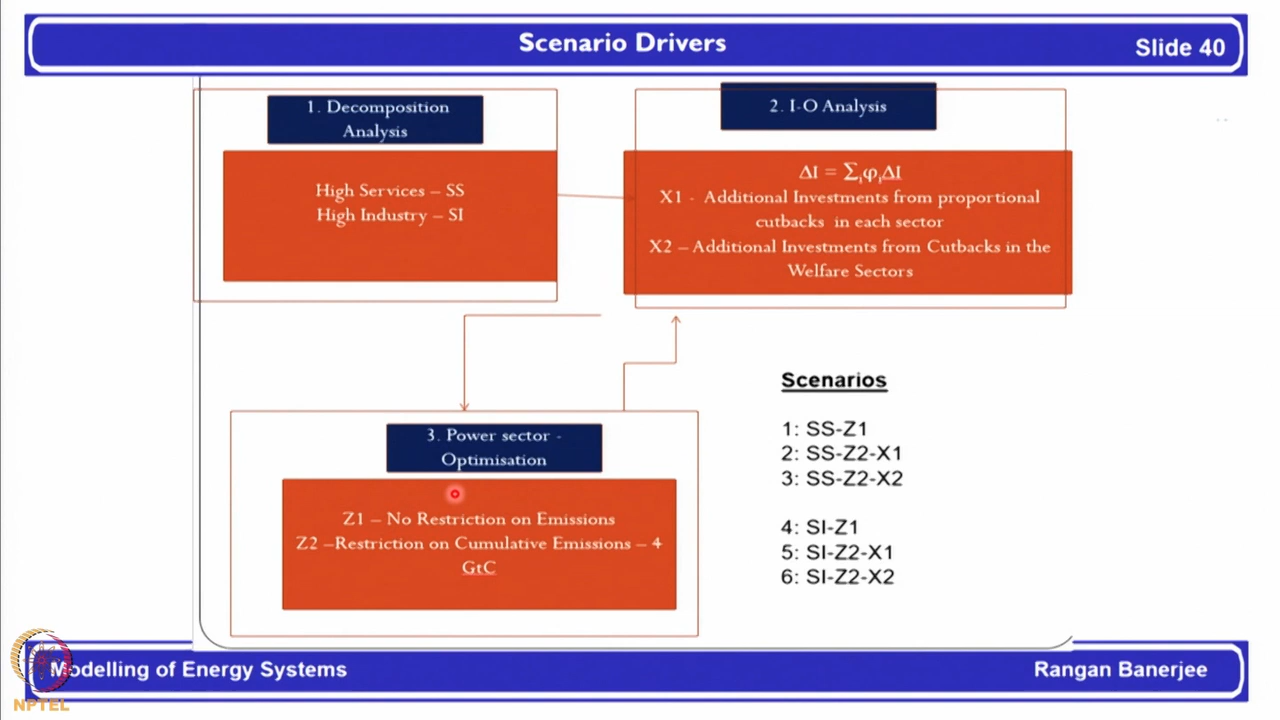 Scenario Drivers
Slide 40
1. Decomposition
Analysis
High Services – SS
High Industry – SI
2. I-O Analysis
ΔI = ∑ᵢφᵢΔI
X1 - Additional Investments from proportional
cutbacks in each sector
X2 – Additional Investments from Cutbacks in the
Welfare Sectors
3. Power sector -
Optimisation
Z1 – No Restriction on Emissions
Z2 –Restriction on Cumulative Emissions – 4
GtC
Scenarios
1: SS-Z1
2: SS-Z2-X1
3: SS-Z2-X2
4: SI-Z1
5: SI-Z2-X1
6: SI-Z2-X2
Modelling of Energy Systems
Rangan Banerjee
NPTEL